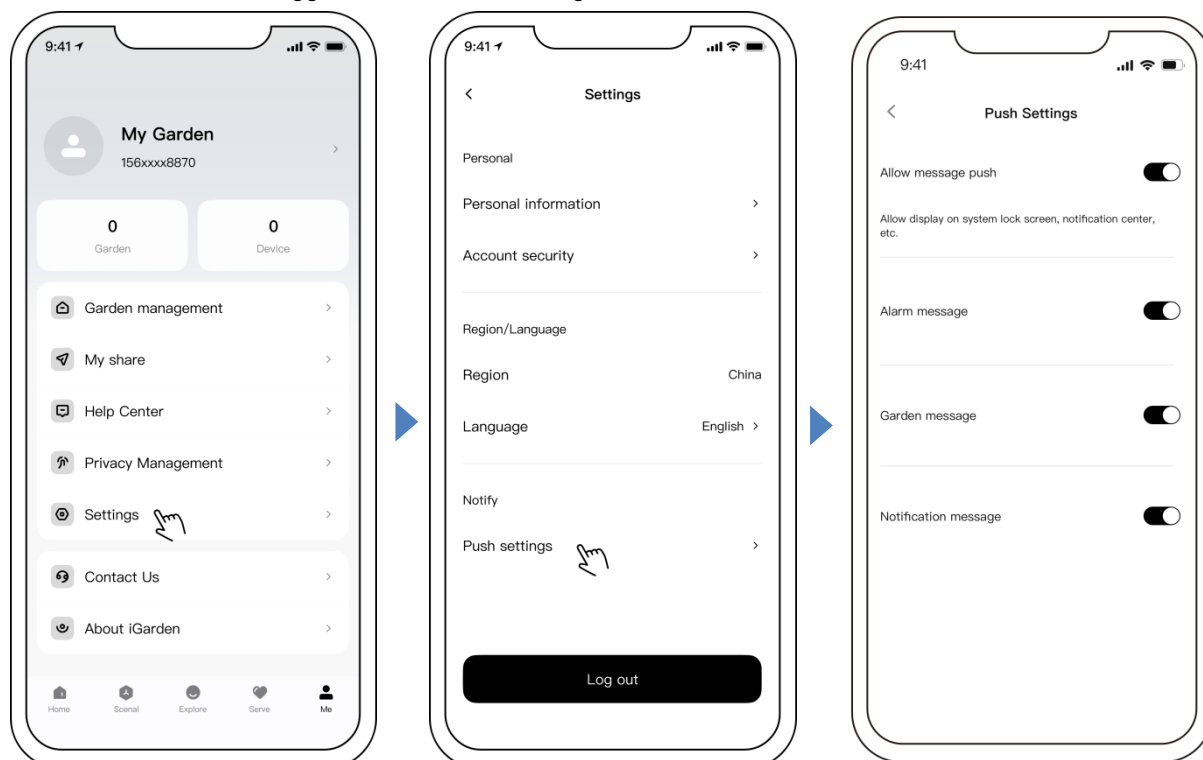 9:41
My Garden
156xxxx8870
0
Garden
0
Device
Garden management
My share
Help Center
Privacy Management
Settings
Contact Us
About iGarden
Home
Scenal
Explore
Serve
Me
9:41
Settings
Personal
Personal information
Account security
Region/Language
Region
China
Language
English
Notify
Push settings
Log out
9:41
Push Settings
Allow message push
Allow display on system lock screen, notification center,
etc.
Alarm message
Garden message
Notification message